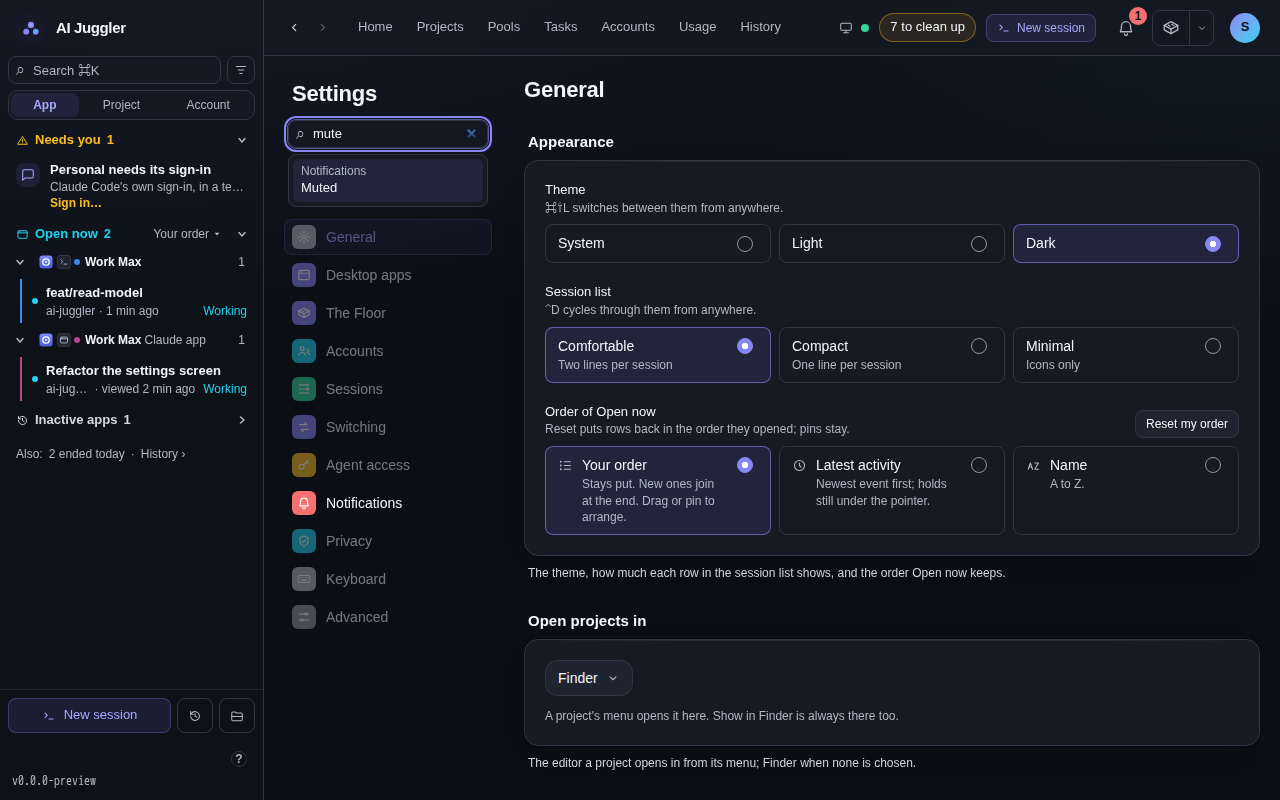 AI Juggler
Search ⌘K
App
Project
Account
Needs you 1
Personal needs its sign-in
Claude Code's own sign-in, in a te…
Sign in…
Open now 2
Your order
Work Max
1
feat/read-model
ai-juggler · 1 min ago
Working
Work Max Claude app
1
Refactor the settings screen
ai-jug… · viewed 2 min ago
Working
Inactive apps 1
Also: 2 ended today · History ›
New session
?
v0.0.0-preview
Home
Projects
Pools
Tasks
Accounts
Usage
History
7 to clean up
New session
1
S
Settings
mute
Notifications
Muted
General
Desktop apps
The Floor
Accounts
Sessions
Switching
Agent access
Notifications
Privacy
Keyboard
Advanced
General
Appearance
Theme
⌘⇧L switches between them from anywhere.
System
Light
Dark
Session list
^D cycles through them from anywhere.
Comfortable
Two lines per session
Compact
One line per session
Minimal
Icons only
Order of Open now
Reset puts rows back in the order they opened; pins stay.
Reset my order
Your order
Stays put. New ones join
at the end. Drag or pin to
arrange.
Latest activity
Newest event first; holds
still under the pointer.
AZ
Name
A to Z.
The theme, how much each row in the session list shows, and the order Open now keeps.
Open projects in
Finder
A project's menu opens it here. Show in Finder is always there too.
The editor a project opens in from its menu; Finder when none is chosen.